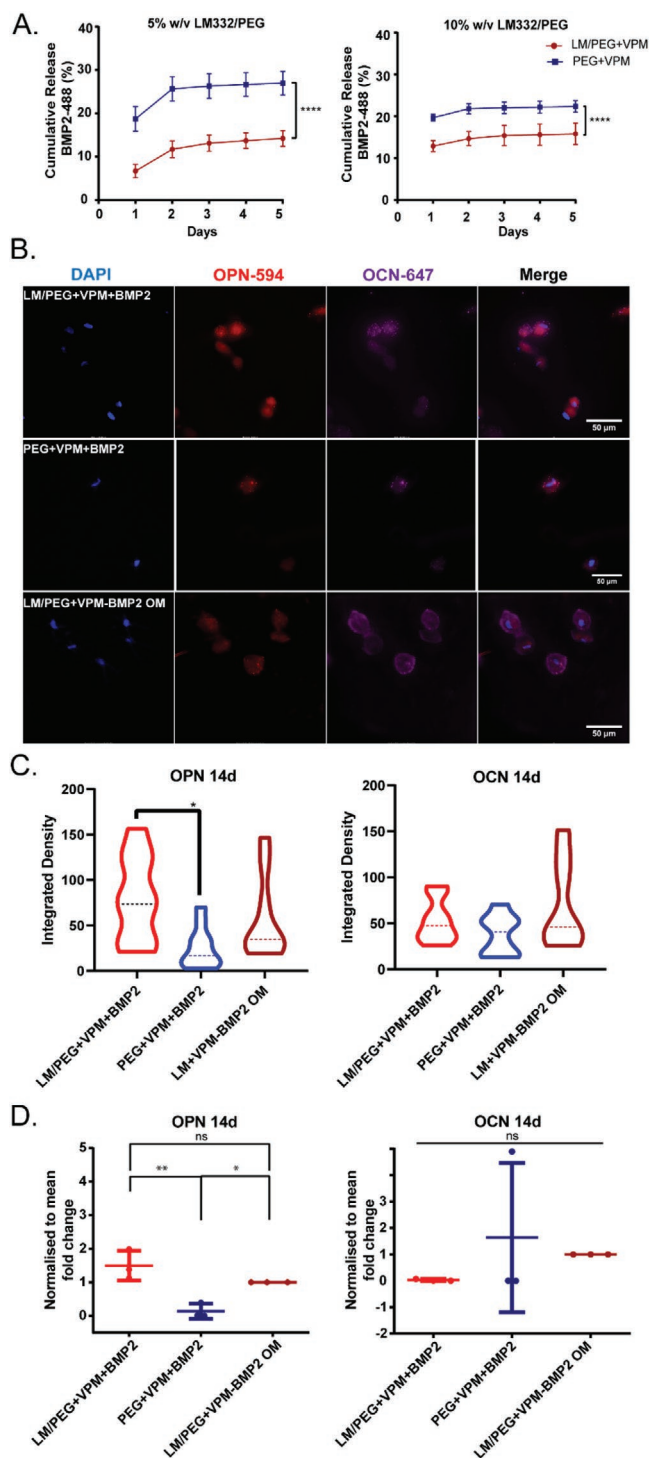 A.
5% w/v LM332/PEG
10% w/v LM332/PEG
LM/PEG+VPM
PEG+VPM
Cumulative Release
BMP2-488 (%)
40
30
20
10
0
0 1 2 3 4 5
Days
****
Cumulative Release
BMP2-488 (%)
40
30
20
10
0
0 1 2 3 4 5
Days
****
B.
DAPI OPN-594 OCN-647 Merge
LM/PEG+VPM+BMP2
50 µm
PEG+VPM+BMP2
50 µm
LM/PEG+VPM-BMP2 OM
50 µm
C.
OPN 14d
Integrated Density
200
150
100
50
0
*
LM/PEG+VPM+BMP2
PEG+VPM+BMP2
LM+VPM-BMP2 OM
OCN 14d
Integrated Density
200
150
100
50
0
LM/PEG+VPM+BMP2
PEG+VPM+BMP2
LM+VPM-BMP2 OM
D.
OPN 14d
Normalised to mean
fold change
5
4
2
1
0
ns
**
*
LM/PEG+VPM+BMP2
PEG+VPM+BMP2
LM/PEG+VPM-BMP2 OM
OCN 14d
Normalised to mean
fold change
4
2
1
0
-1
-2
ns
LM/PEG+VPM+BMP2
PEG+VPM+BMP2
LM/PEG+VPM-BMP2 OM